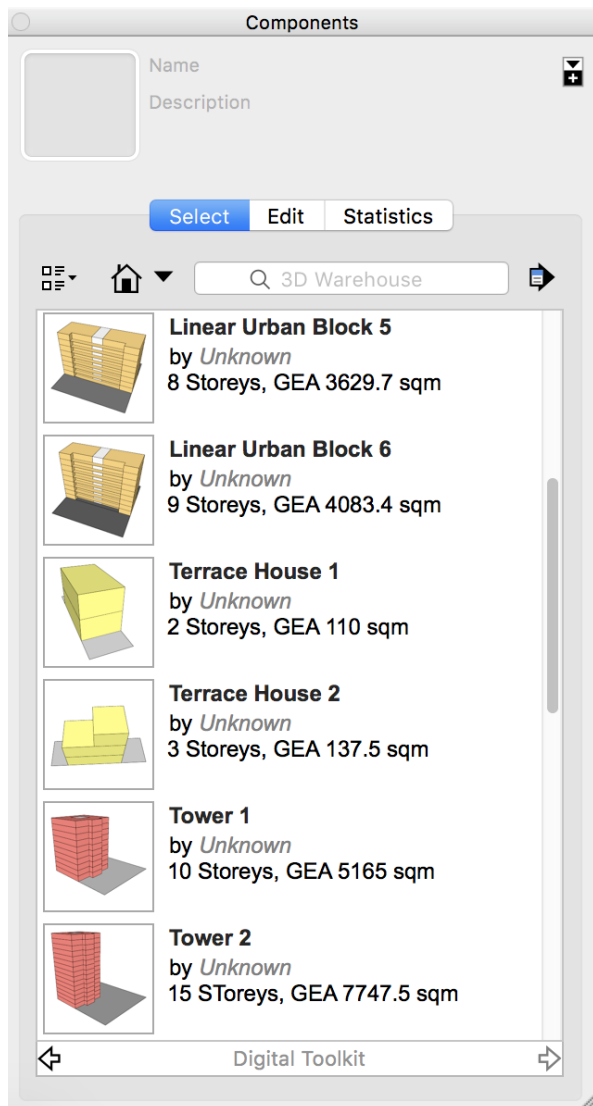 Components
Name
Description
Select Edit Statistics
3D Warehouse
Linear Urban Block 5
by Unknown
8 Storeys, GEA 3629.7 sqm
Linear Urban Block 6
by Unknown
9 Storeys, GEA 4083.4 sqm
Terrace House 1
by Unknown
2 Storeys, GEA 110 sqm
Terrace House 2
by Unknown
3 Storeys, GEA 137.5 sqm
Tower 1
by Unknown
10 Storeys, GEA 5165 sqm
Tower 2
by Unknown
15 SToreys, GEA 7747.5 sqm
Digital Toolkit